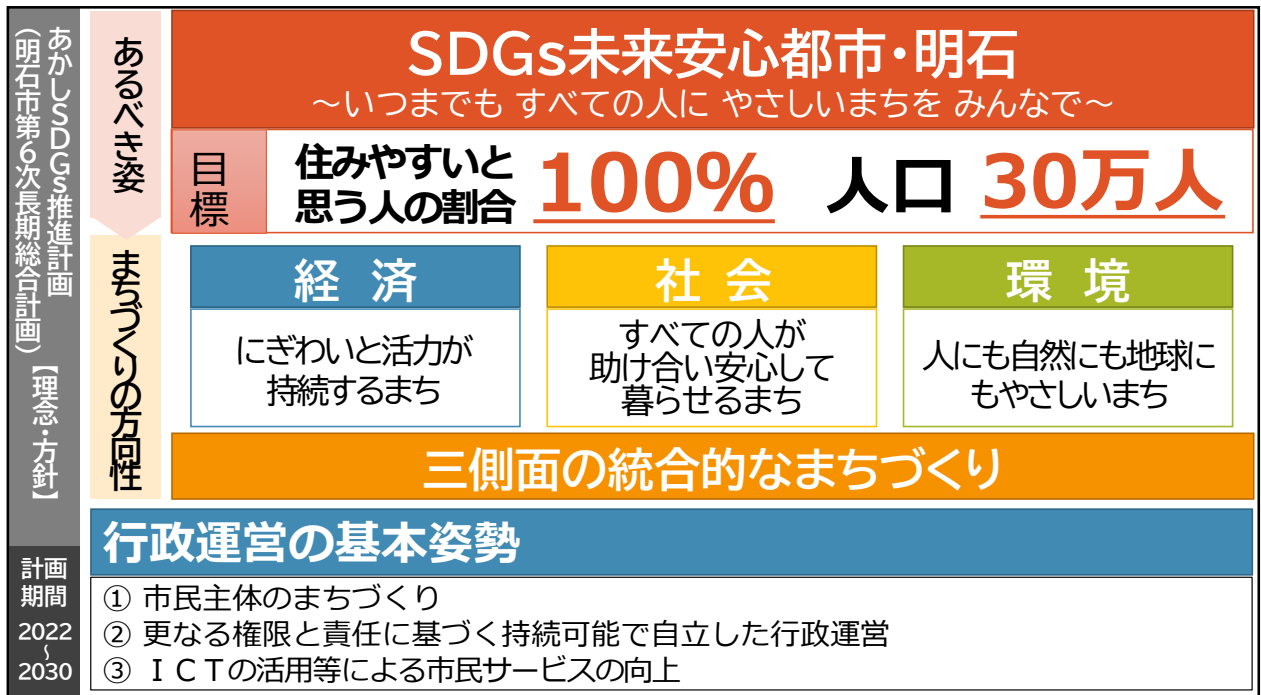 あかしSDGs推進計画
(明石市第6次長期総合計画)【理念・方針】
計画
期間
2022
~
2030
あるべき姿
SDGs未来安心都市・明石
～いつまでも すべての人に やさしいまちを みんなで～
目標
住みやすいと
思う人の割合
100%
人口 30万人
まちづくりの方向性
経 済
にぎわいと活力が
持続するまち
社 会
すべての人が
助け合い安心して
暮らせるまち
環 境
人にも自然にも地球に
もやさしいまち
三側面の統合的なまちづくり
行政運営の基本姿勢
① 市民主体のまちづくり
② 更なる権限と責任に基づく持続可能で自立した行政運営
③ ＩＣＴの活用等による市民サービスの向上